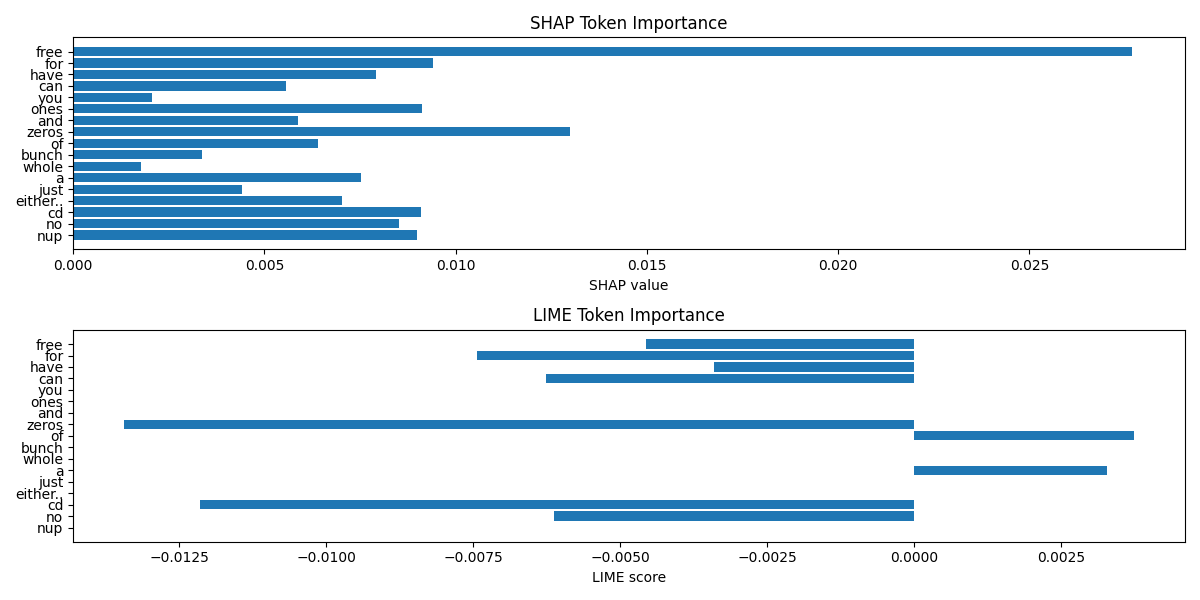 SHAP Token Importance
free
for
have
can
you
ones
and
zeros
of
bunch
whole
a
just
either..
cd
no
nup
0.000 0.005 0.010 0.015 0.020 0.025
SHAP value
LIME Token Importance
free
for
have
can
you
ones
and
zeros
of
bunch
whole
a
just
either..
cd
no
nup
−0.0125 −0.0100 −0.0075 −0.0050 −0.0025 0.0000 0.0025
LIME score